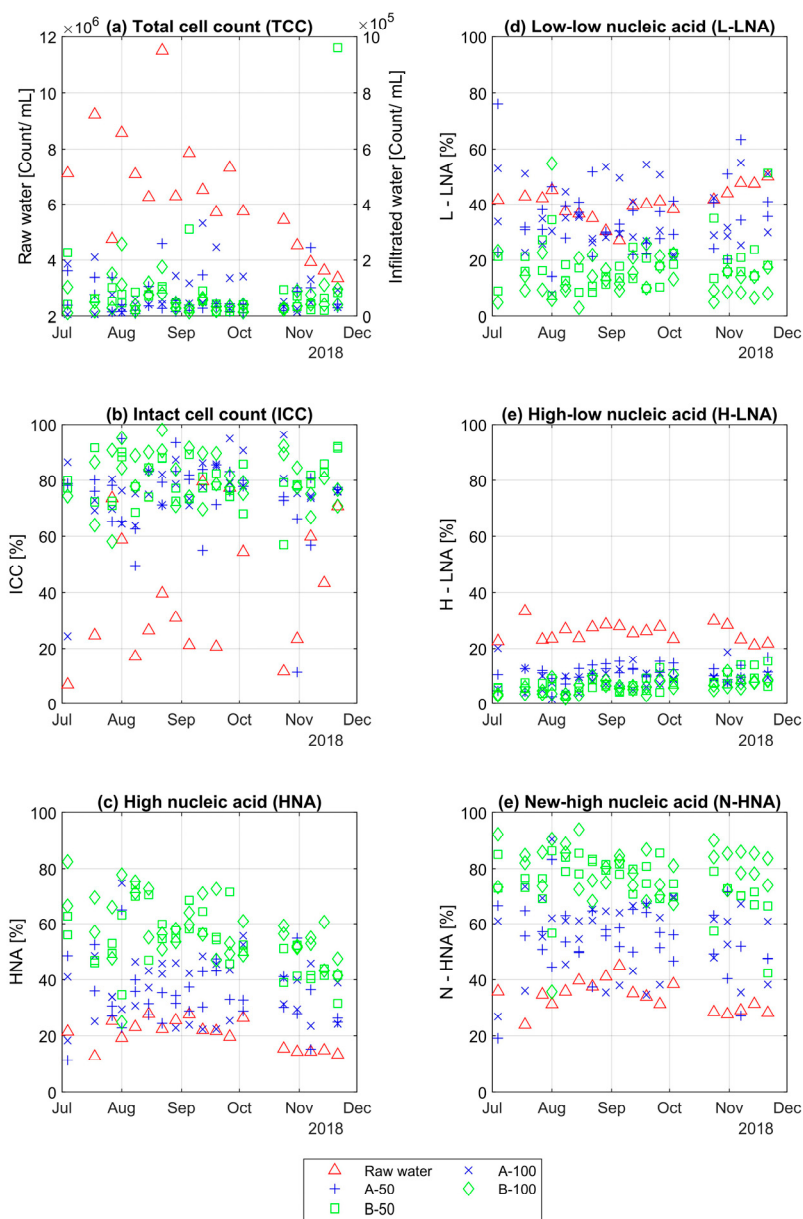 (a) Total cell count (TCC)
× 10^6
× 10^5
12
10
8
6
4
2
10
8
6
4
2
0
Raw water [Count/ mL]
Infiltrated water [Count/ mL]
Jul Aug Sep Oct Nov Dec
2018
(d) Low-low nucleic acid (L-LNA)
100
80
60
40
20
0
L - LNA [%]
Jul Aug Sep Oct Nov Dec
2018
(b) Intact cell count (ICC)
100
80
60
40
20
0
ICC [%]
Jul Aug Sep Oct Nov Dec
2018
(e) High-low nucleic acid (H-LNA)
100
80
60
40
20
0
H - LNA [%]
Jul Aug Sep Oct Nov Dec
2018
(c) High nucleic acid (HNA)
100
80
60
40
20
0
HNA [%]
Jul Aug Sep Oct Nov Dec
2018
(e) New-high nucleic acid (N-HNA)
100
80
60
40
20
0
N - HNA [%]
Jul Aug Sep Oct Nov Dec
2018
Raw water
A-50
B-50
A-100
B-100